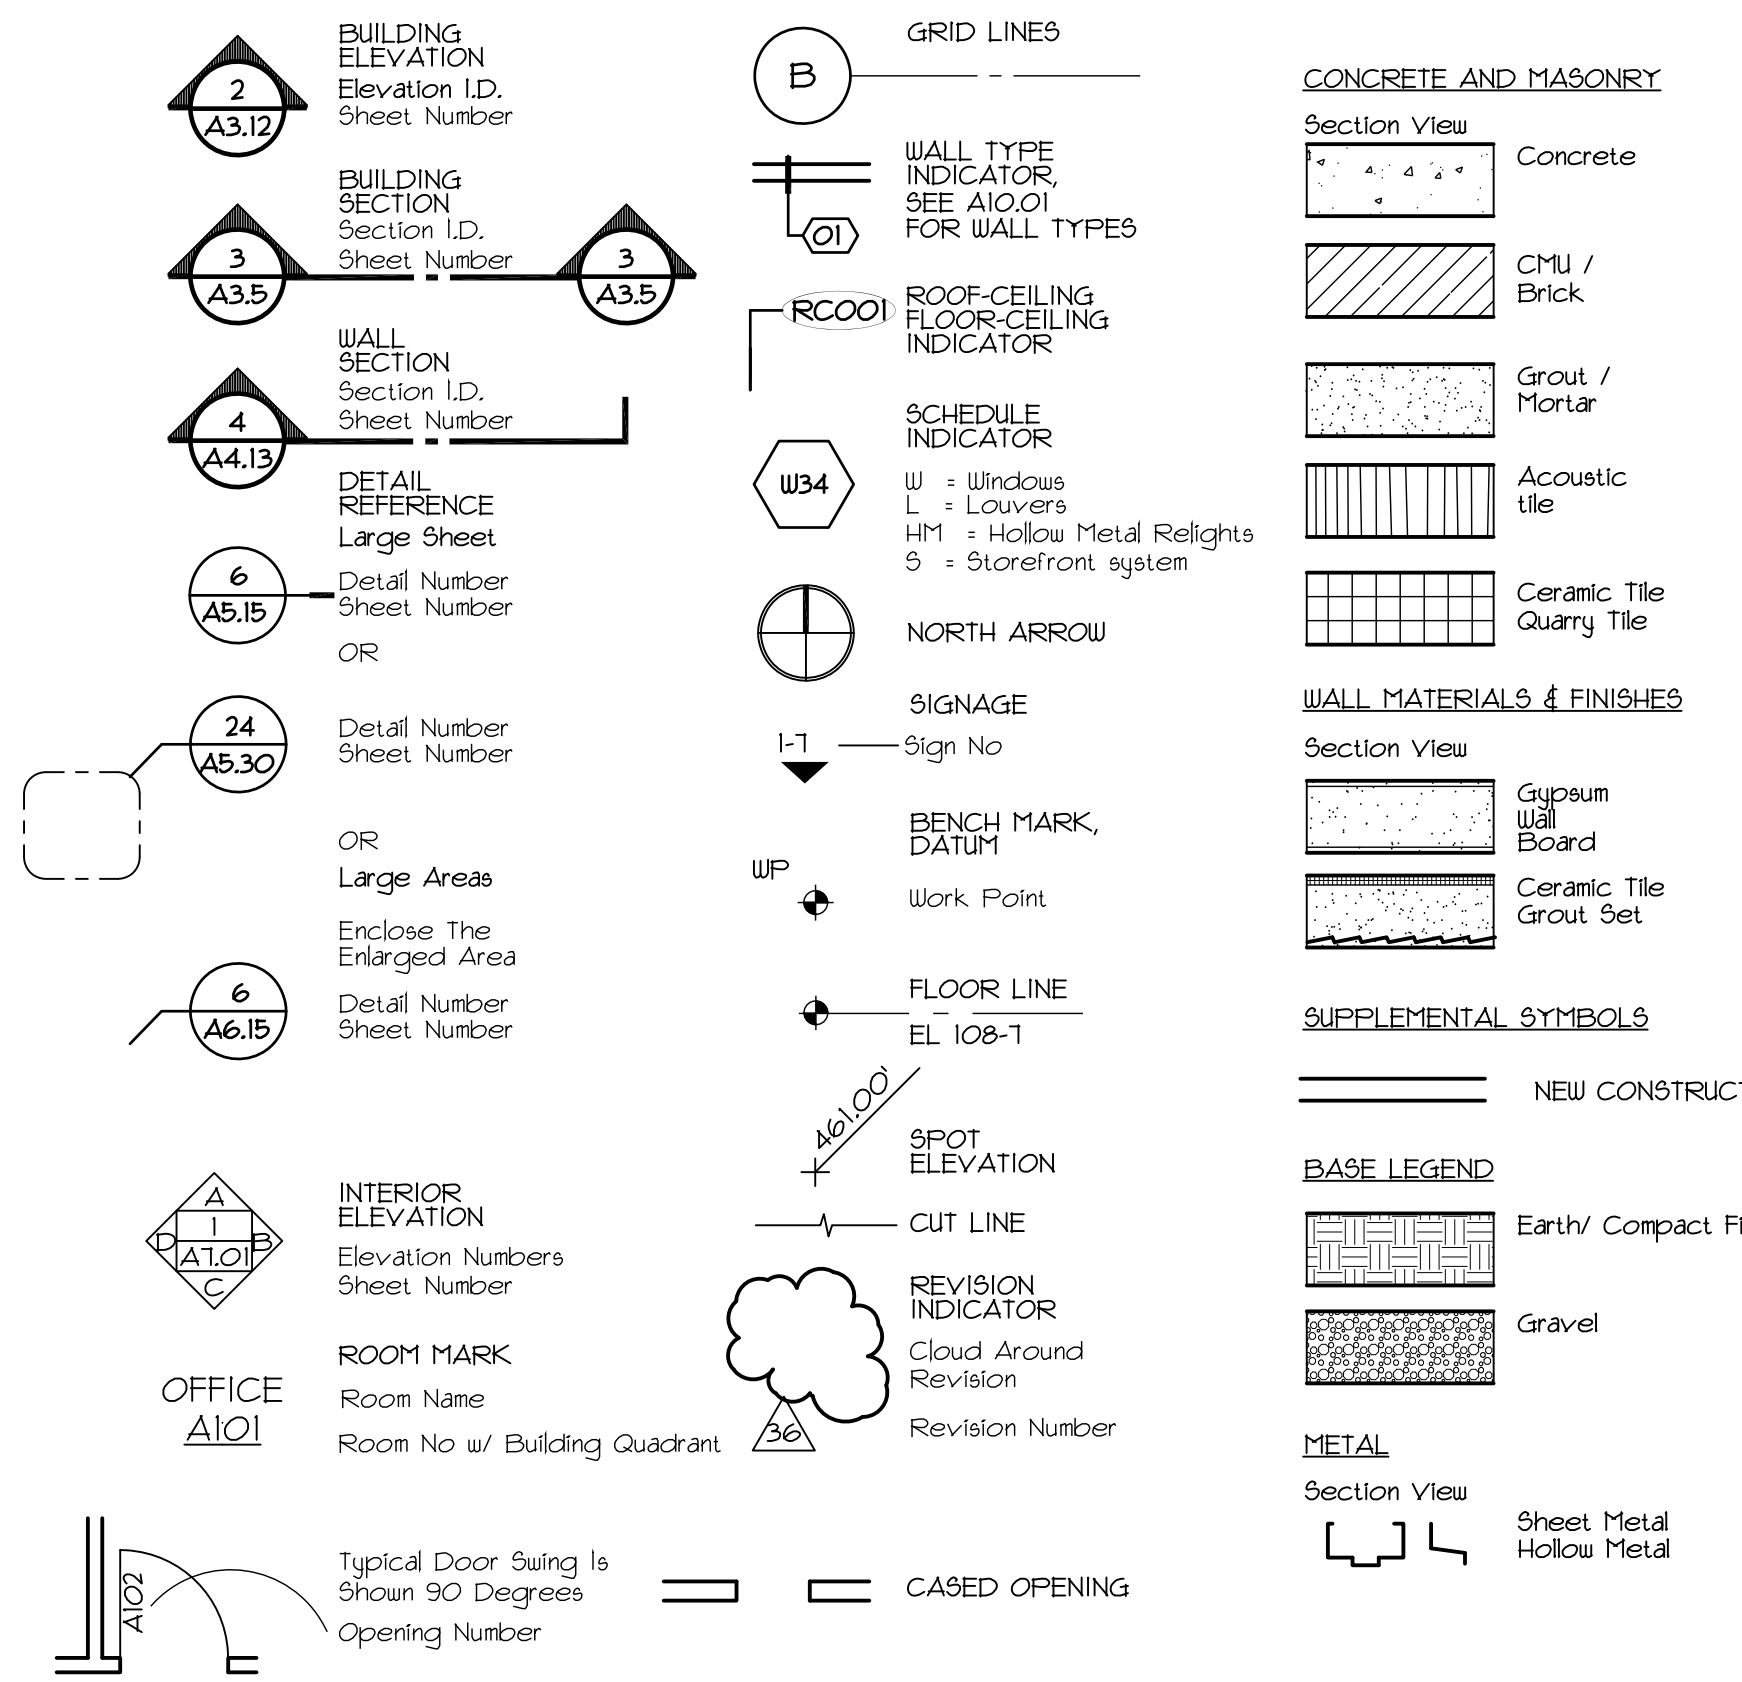 BUILDING
ELEVATION
2
Elevation I.D.
A3.12
Sheet Number
BUILDING
SECTION
Section I.D.
3
Sheet Number
3
A3.5
A3.5
WALL
SECTION
Section I.D.
4
Sheet Number
A4.13
DETAIL
REFERENCE
Large Sheet
6
Detail Number
A5.15
Sheet Number
OR
24
Detail Number
A5.30
Sheet Number
OR
Large Areas
Enclose The
Enlarged Area
6
Detail Number
A6.15
Sheet Number
A
INTERIOR
ELEVATION
1
D
B
A7.01
C
Elevation Numbers
Sheet Number
ROOM MARK
OFFICE
Room Name
A101
Room No w/ Building Quadrant
A102
Typical Door Swing Is
Shown 90 Degrees
Opening Number
GRID LINES
B
WALL TYPE
INDICATOR,
SEE A10.01
FOR WALL TYPES
01
RC001
ROOF-CEILING
FLOOR-CEILING
INDICATOR
SCHEDULE
INDICATOR
W34
W = Windows
L = Louvers
HM = Hollow Metal Relights
S = Storefront system
NORTH ARROW
SIGNAGE
1-7
Sign No
BENCH MARK,
DATUM
WP
Work Point
FLOOR LINE
EL 108-7
461.00'
SPOT
ELEVATION
CUT LINE
REVISION
INDICATOR
Cloud Around
Revision
36
Revision Number
CASED OPENING
CONCRETE AND MASONRY
Section View
Concrete
CMU /
Brick
Grout /
Mortar
Acoustic
tile
Ceramic Tile
Quarry Tile
WALL MATERIALS & FINISHES
Section View
Gypsum
Wall
Board
Ceramic Tile
Grout Set
SUPPLEMENTAL SYMBOLS
NEW CONSTRUCT
BASE LEGEND
Earth/ Compact Fi
Gravel
METAL
Section View
Sheet Metal
Hollow Metal